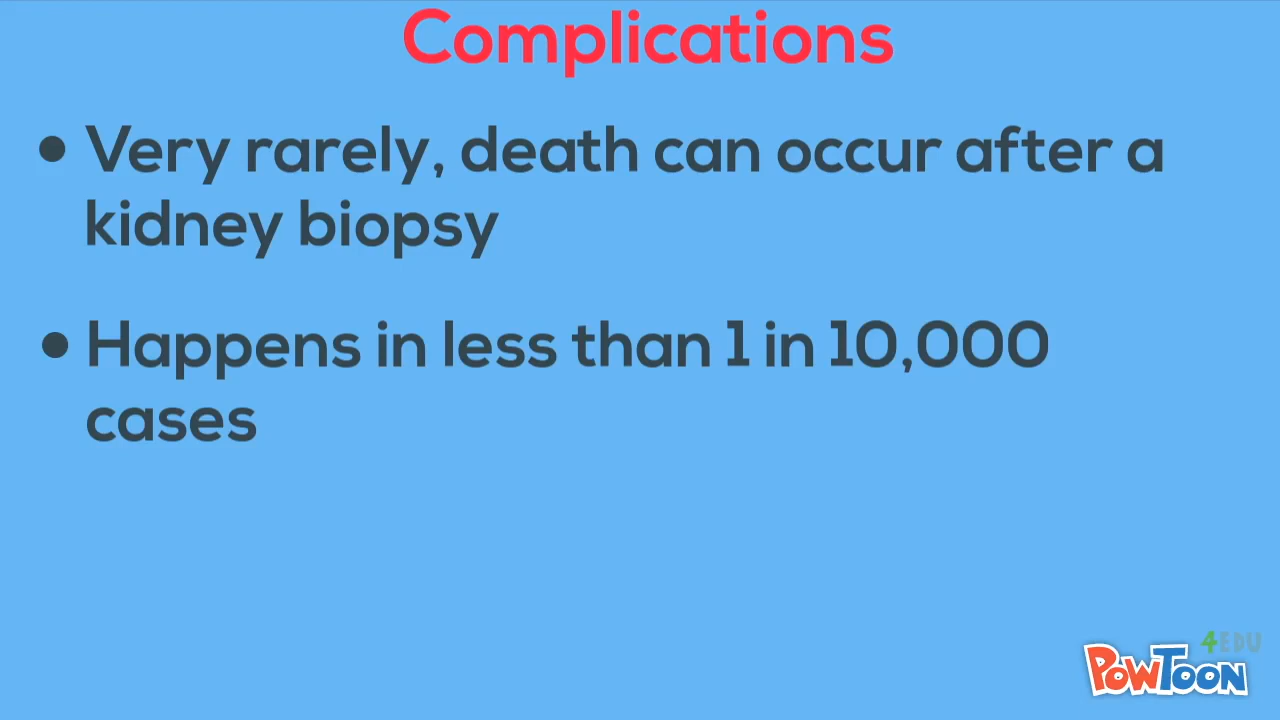 Complications
• Very rarely, death can occur after a
kidney biopsy
• Happens in less than 1 in 10,000
cases
4EDU
POWTOON